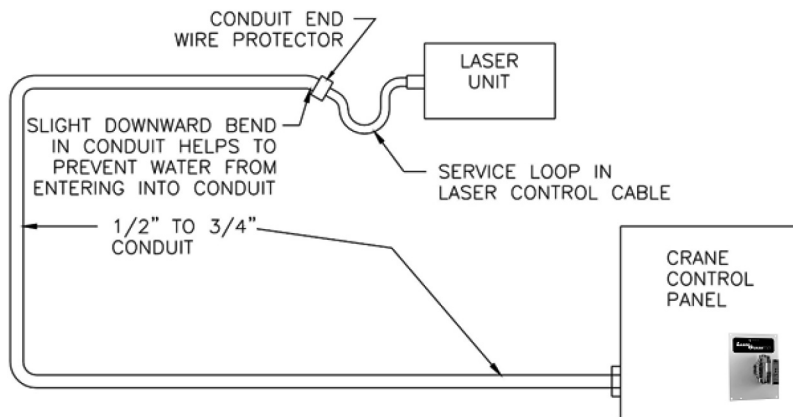 CONDUIT END
WIRE PROTECTOR
LASER
UNIT
SLIGHT DOWNWARD BEND
IN CONDUIT HELPS TO
PREVENT WATER FROM
ENTERING INTO CONDUIT
SERVICE LOOP IN
LASER CONTROL CABLE
1/2" TO 3/4"
CONDUIT
CRANE
CONTROL
PANEL